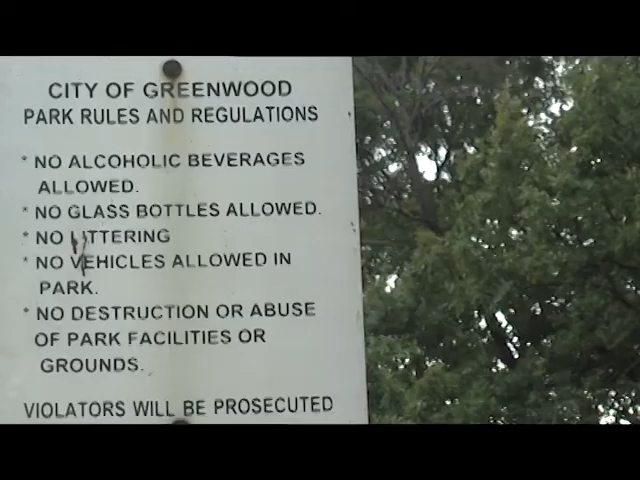 CITY OF GREENWOOD
PARK RULES AND REGULATIONS
* NO ALCOHOLIC BEVERAGES
ALLOWED.
* NO GLASS BOTTLES ALLOWED.
* NO LITTERING
* NO VEHICLES ALLOWED IN
PARK.
* NO DESTRUCTION OR ABUSE
OF PARK FACILITIES OR
GROUNDS.
VIOLATORS WILL BE PROSECUTED